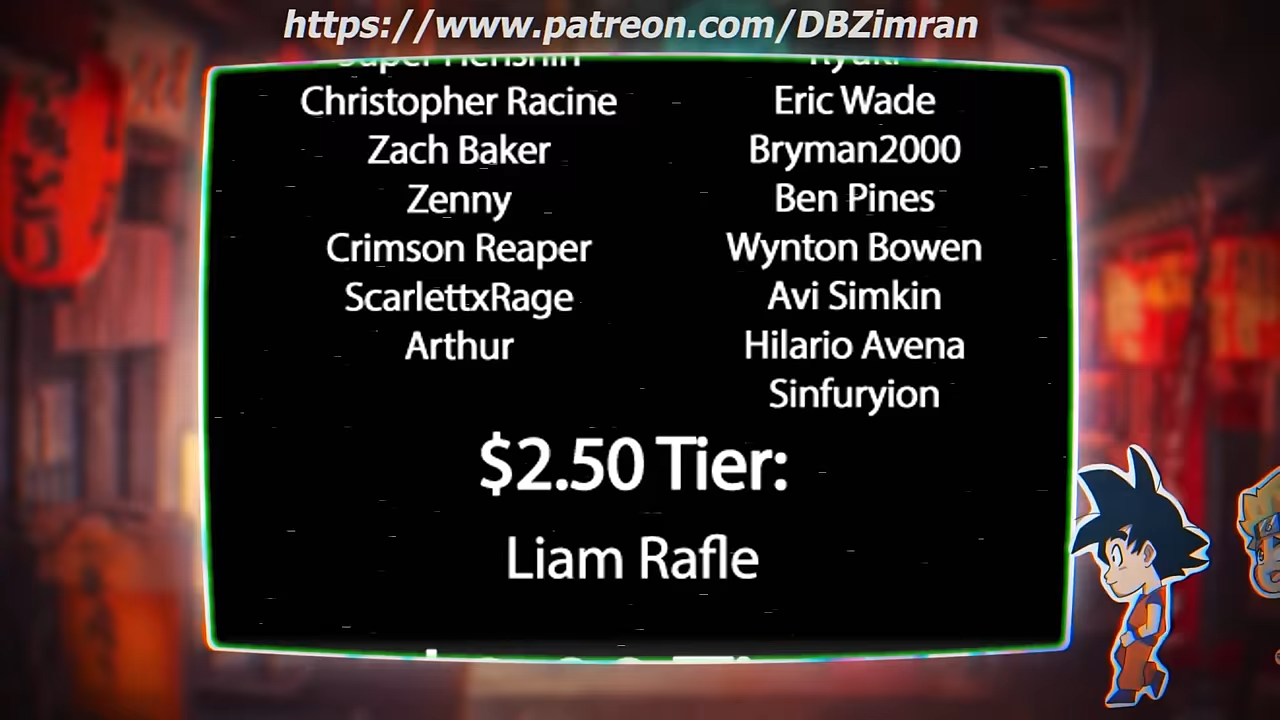 https://www.patreon.com/DBZimran
Christopher Racine Eric Wade
Zach Baker Bryman2000
Zenny Ben Pines
Crimson Reaper Wynton Bowen
ScarlettxRage Avi Simkin
Arthur Hilario Avena
Sinfuryion
$2.50 Tier:
Liam Rafle